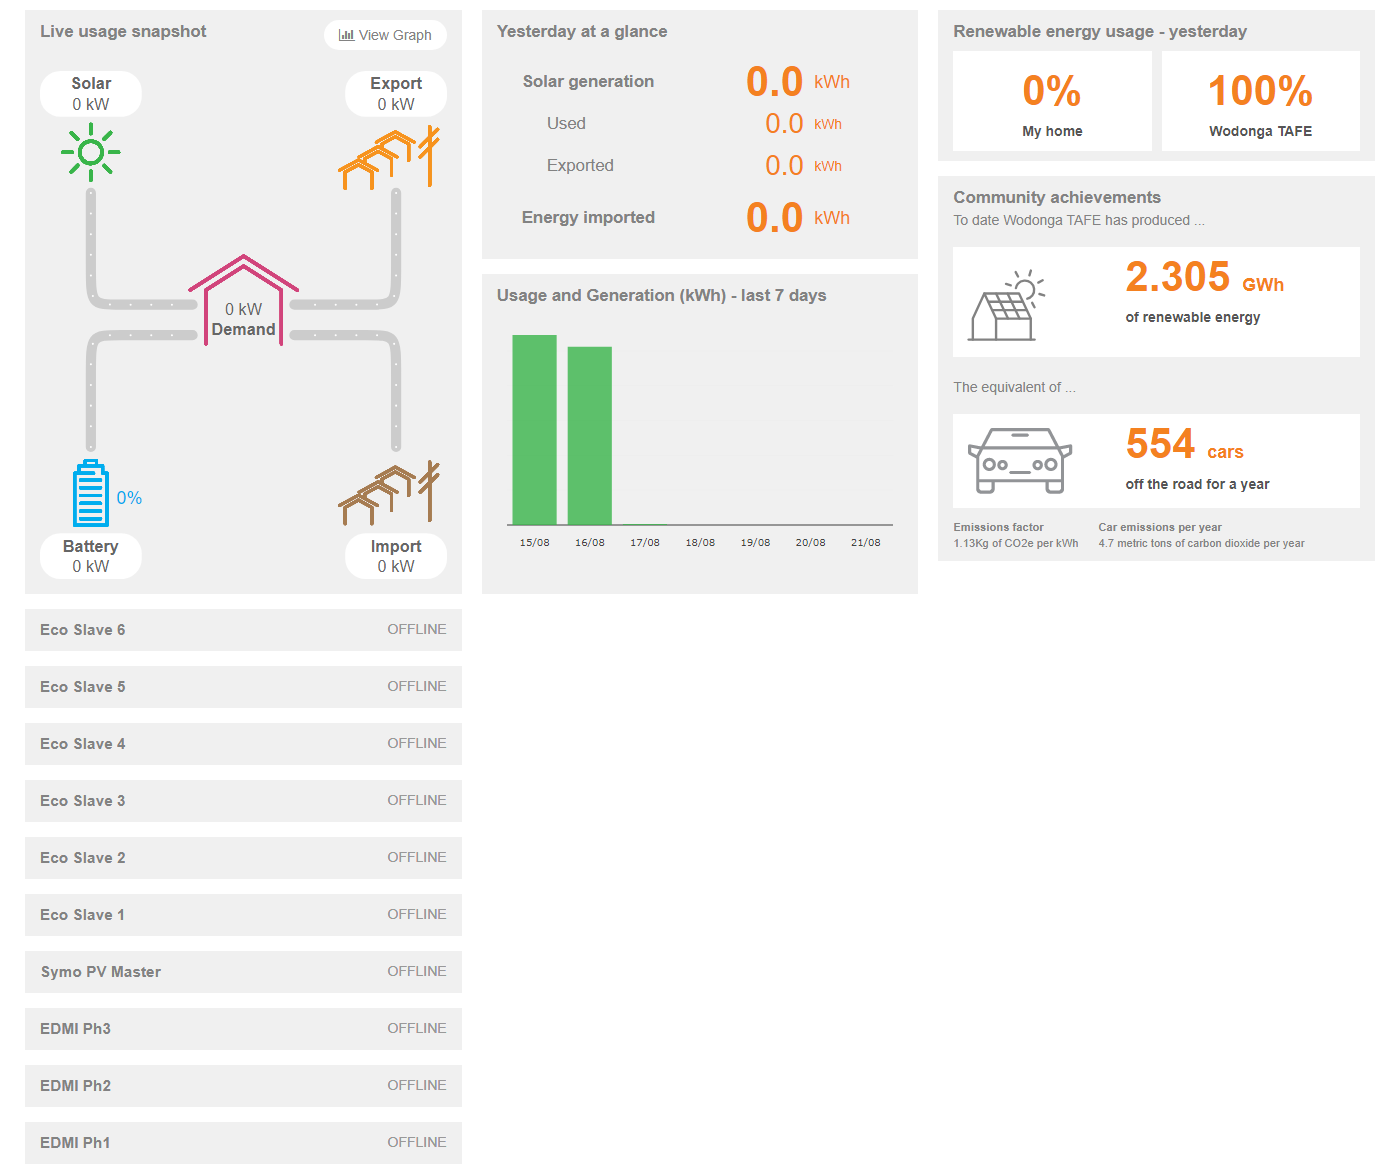 Live usage snapshot
View Graph
Solar
0 kW
Export
0 kW
0 kW
Demand
0%
Battery
0 kW
Import
0 kW
Eco Slave 6 OFFLINE
Eco Slave 5 OFFLINE
Eco Slave 4 OFFLINE
Eco Slave 3 OFFLINE
Eco Slave 2 OFFLINE
Eco Slave 1 OFFLINE
Symo PV Master OFFLINE
EDMI Ph3 OFFLINE
EDMI Ph2 OFFLINE
EDMI Ph1 OFFLINE
Yesterday at a glance
Solar generation 0.0 kWh
Used 0.0 kWh
Exported 0.0 kWh
Energy imported 0.0 kWh
Usage and Generation (kWh) - last 7 days
15/08 16/08 17/08 18/08 19/08 20/08 21/08
Renewable energy usage - yesterday
0%
My home
100%
Wodonga TAFE
Community achievements
To date Wodonga TAFE has produced ...
2.305 GWh
of renewable energy
The equivalent of ...
554 cars
off the road for a year
Emissions factor
1.13Kg of CO2e per kWh
Car emissions per year
4.7 metric tons of carbon dioxide per year